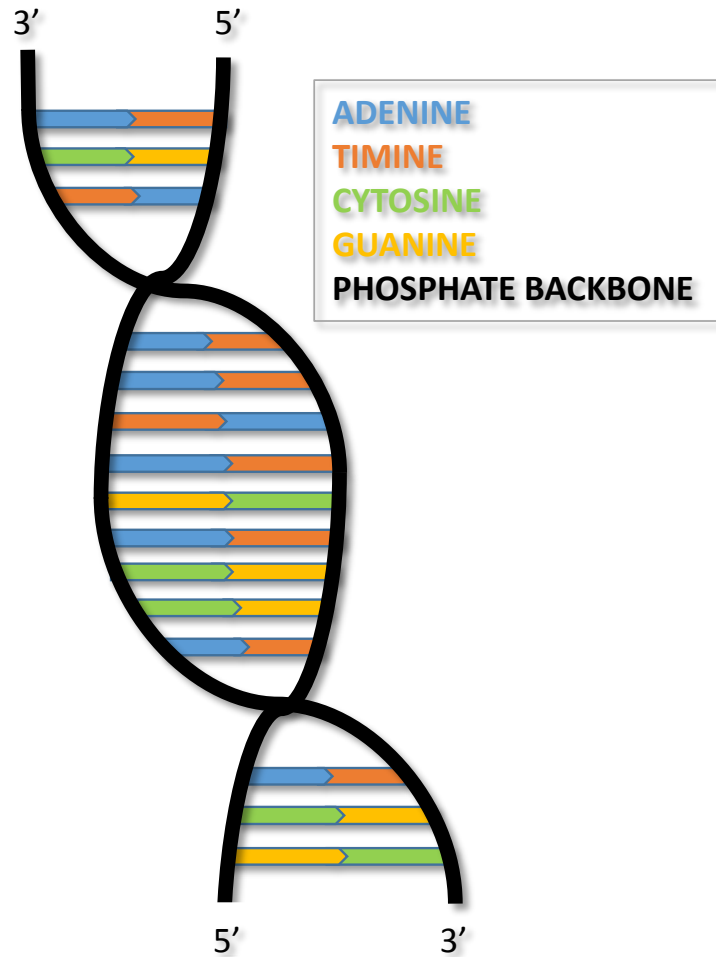 3’ 5’
ADENINE
TIMINE
CYTOSINE
GUANINE
PHOSPHATE BACKBONE
5’ 3’